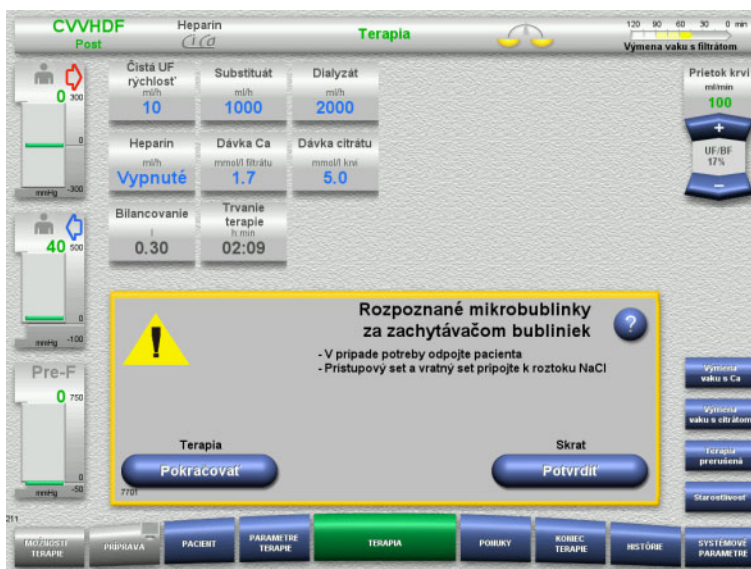 CVVHDF
Post
Heparin
Ci Ca
Terapia
120 90 60 30 0 min
Výmena vaku s filtrátom
0
300
0
-300
mmHg
Čistá UF
rýchlosť
ml/h
10
Substituát
ml/h
1000
Dialyzát
ml/h
2000
Prietok krvi
ml/min
100
+
UF/BF
17%
–
Heparin
ml/h
Vypnuté
Dávka Ca
mmol/l filtrátu
1.7
Dávka citrátu
mmol/l krvi
5.0
40
500
0
-100
mmHg
Bilancovanie
l
0.30
Trvanie
terapie
h:min
02:09
Pre-F
0
750
0
-50
mmHg
!
Rozpoznané mikrobublinky
za zachytávačom bubliniek
?
- V prípade potreby odpojte pacienta
- Prístupový set a vratný set pripojte k roztoku NaCl
Terapia
Pokračovať
Skrat
Potvrdiť
7701
Výmena
vaku s Ca
Výmena
vaku s citrátom
Terapia
prerušená
Starostlivosť
211
MOŽNOSTI
TERAPIE
PRÍPRAVA
PACIENT
PARAMETRE
TERAPIE
TERAPIA
PONUKY
KONIEC
TERAPIE
HISTÓRIE
SYSTÉMOVÉ
PARAMETRE